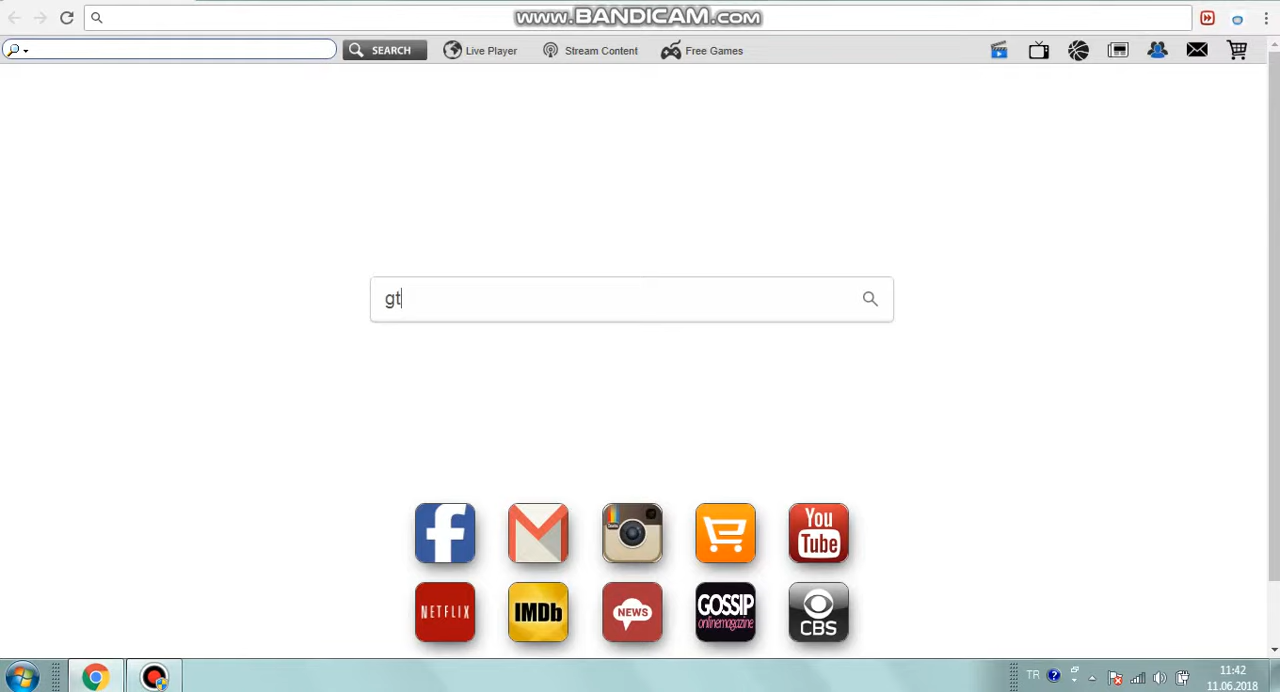 www.BANDICAM.com
SEARCH
Live Player
Stream Content
Free Games
gt
You
Tube
NETFLIX
IMDb
NEWS
GOSSIP
onlinemagazine
CBS
TR
11:42
11.06.2018